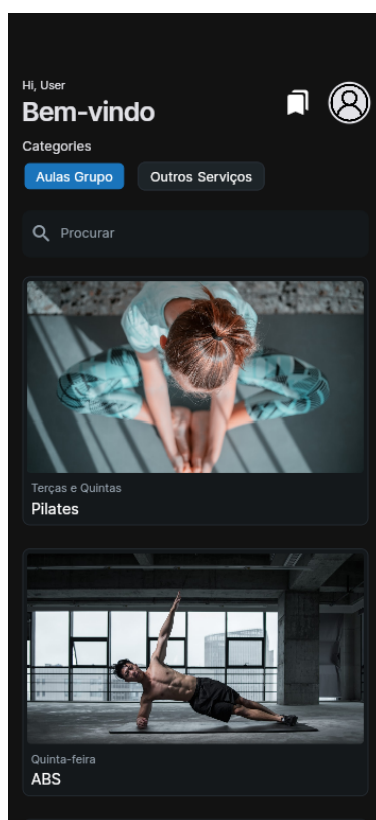 Hi, User
Bem-vindo
Categories
Aulas Grupo
Outros Serviços
Procurar
Terças e Quintas
Pilates
Quinta-feira
ABS